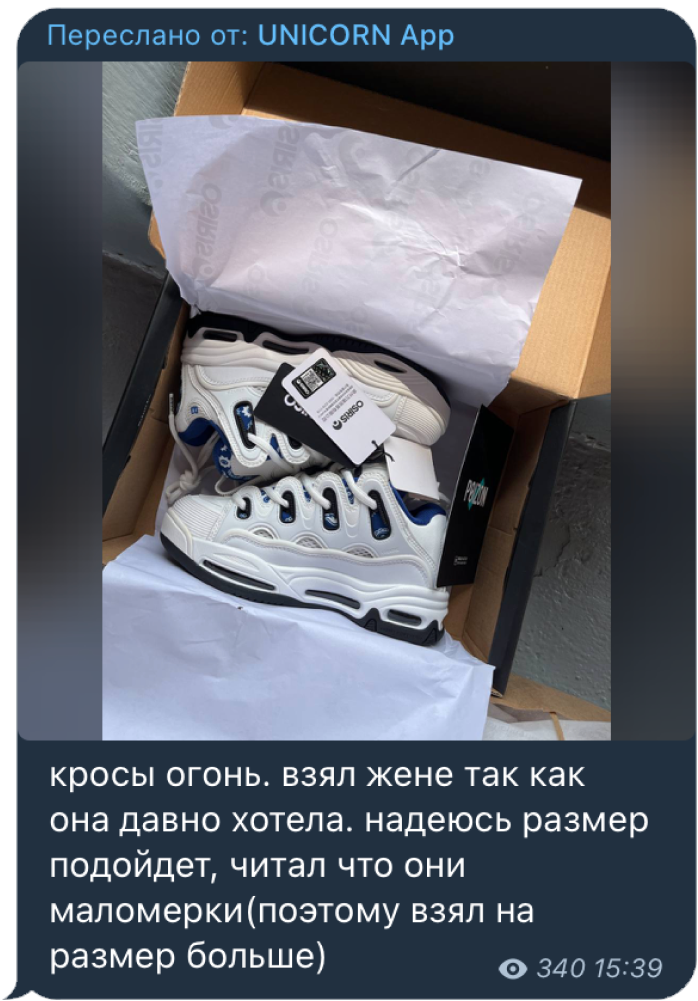 Переслано от: UNICORN App
OSIRIS
OSIRIS
PRIZM
кросы огонь. взял жене так как
она давно хотела. надеюсь размер
подойдет, читал что они
маломерки(поэтому взял на
размер больше)
340 15:39